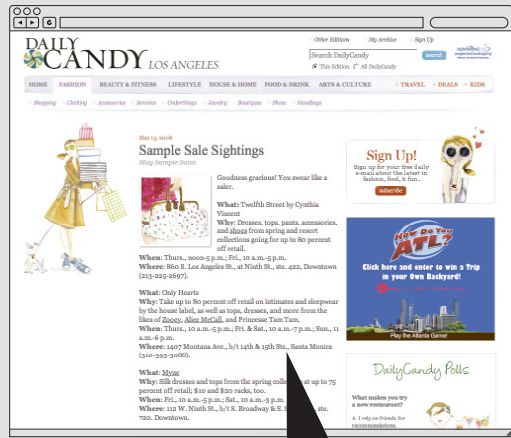 Other Editions
My Archive
Sign Up
DAILY
CANDY LOS ANGELES
Search DailyCandy
search
This Edition
All DailyCandy
HOME
FASHION
BEAUTY & FITNESS
LIFESTYLE
HOUSE & HOME
FOOD & DRINK
ARTS & CULTURE
TRAVEL
DEALS
KIDS
Shopping
Clothing
Accessories
Services
Underthings
Jewelry
Boutiques
Shoes
Handbags
May 13, 2008
Sample Sale Sightings
May Sample Sales
Goodness gracious! You swear like a
saler.
What: Twelfth Street by Cynthia
Vincent
Why: Dresses, tops, pants, accessories,
and shoes from spring and resort
collections going for up to 80 percent
off retail.
When: Thurs., noon-5 p.m.; Fri., 10 a.m.-5 p.m.
Where: 860 S. Los Angeles St., at Ninth St., ste. 422, Downtown
(213-225-2697).
What: Only Hearts
Why: Take up to 80 percent off retail on intimates and sleepwear
by the house label, as well as tops, dresses, and more from the
likes of Zooey, Alice McCall, and Princesse Tam Tam.
When: Thurs., 10 a.m.-5 p.m.; Fri. & Sat., 10 a.m.-7 p.m.; Sun., 11
a.m.-6 p.m.
Where: 1407 Montana Ave., b/t 14th & 15th Sts., Santa Monica
(310-393-3088).
What: Myne
Why: Silk dresses and tops from the spring at up to 75
percent off retail; $10 and $20 racks, too.
When: Fri., 10 a.m.-5 p.m.; Sat., 10 a.m.-3 p.m.
Where: 112 W. Ninth St., b/t S. Broadway & S. ste.
720, Downtown.
Sign Up!
Sign up for your free daily
e-mail about the latest in
fashion, food, & fun..
subscribe
How Do You
ATL?
Click here and enter to win a Trip
in your Own Backyard!
Play the Atlanta Game!
DailyCandy Polls
What makes you try
a new restaurant?
A. I rely on friends for
recommendations.